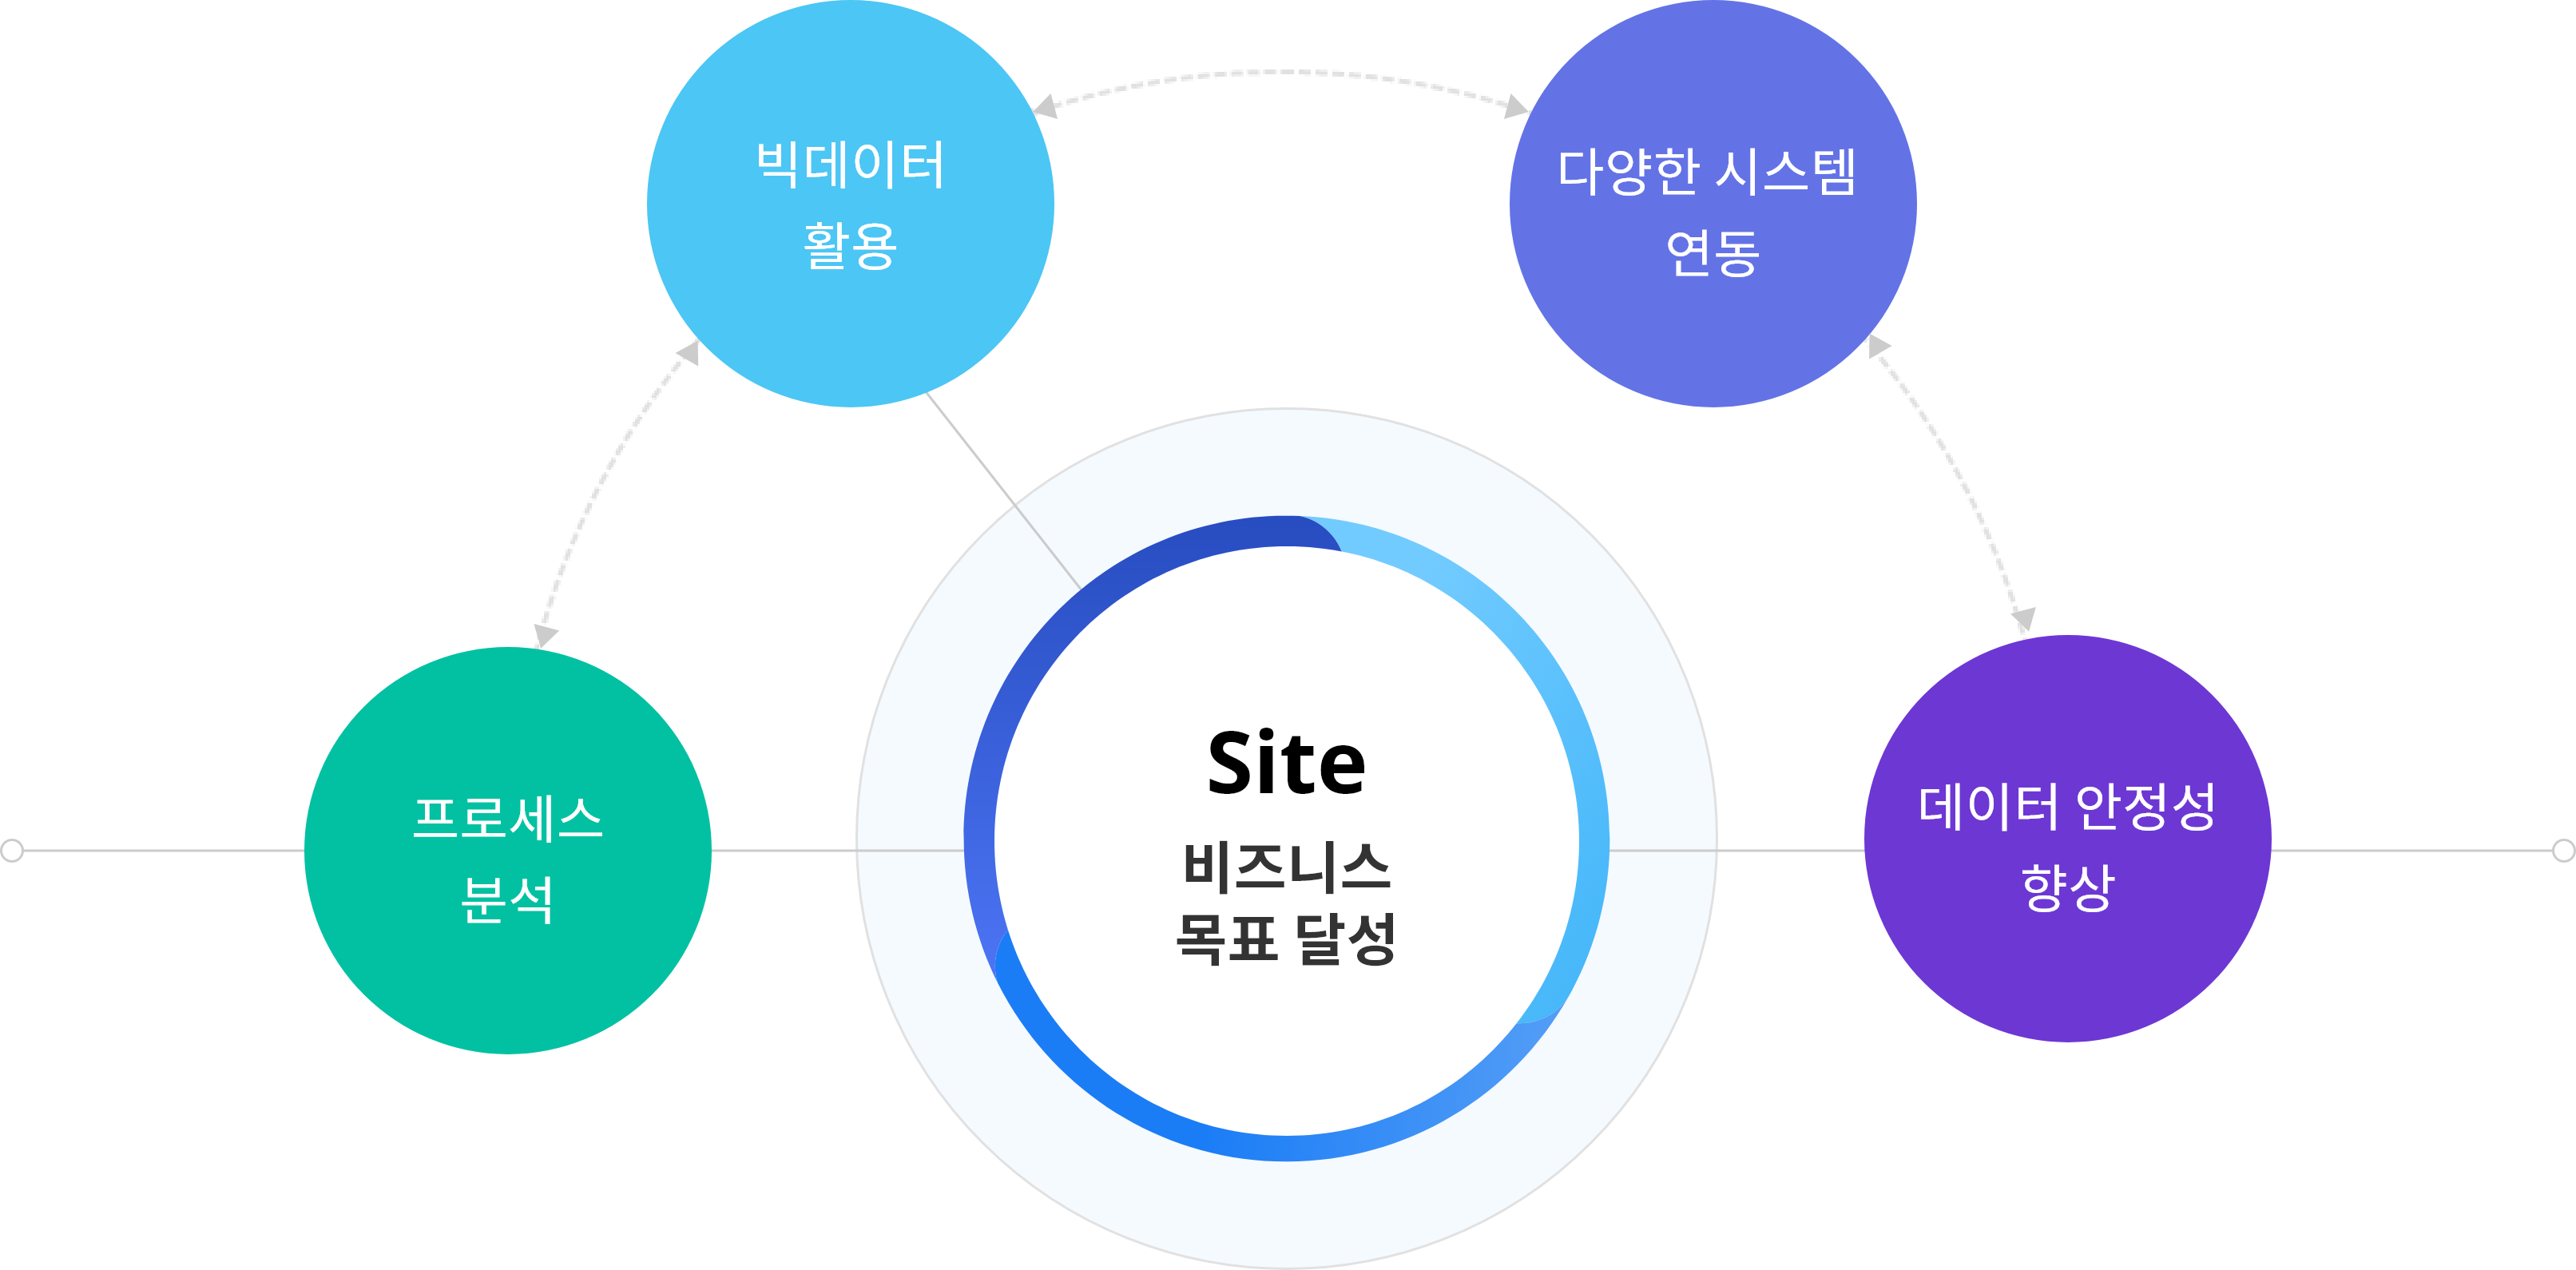 빅데이터
활용
다양한 시스템
연동
프로세스
분석
Site
비즈니스
목표 달성
데이터 안정성
향상